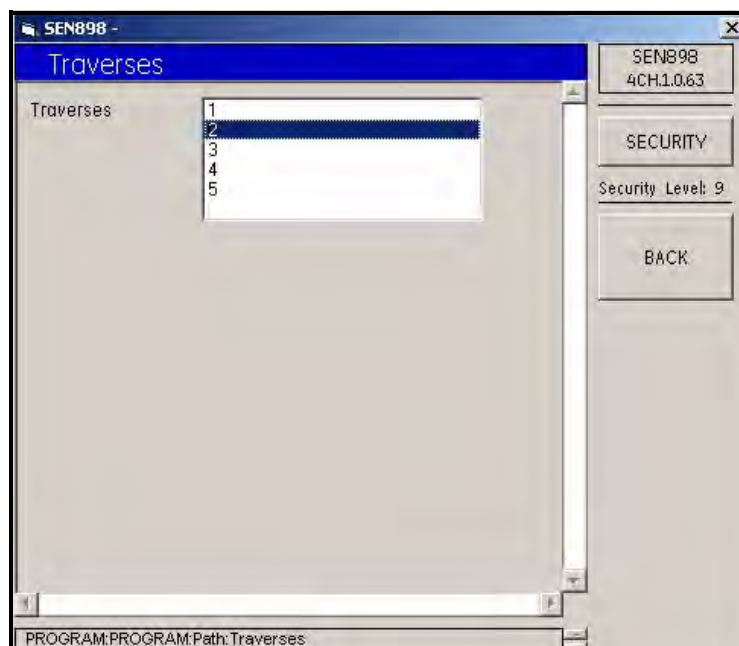 SEN898 -
Traverses
Traverses
1
2
3
4
5
SEN898
4CH.1.0.63
SECURITY
Security Level: 9
BACK
PROGRAM:PROGRAM:Path:Traverses